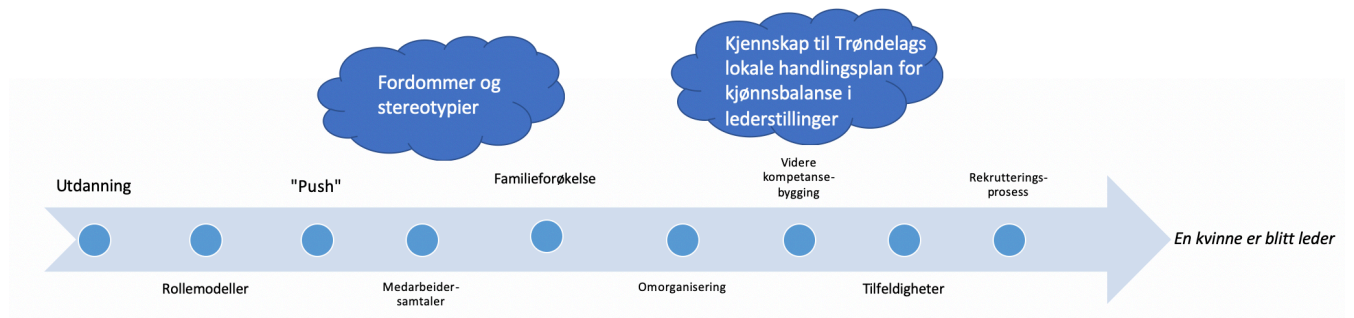 Fordommer og
stereotypier
Kjennskap til Trøndelags
lokale handlingsplan for
kjønnsbalanse i
lederstillinger
Utdanning
"Push"
Familieforøkelse
Videre
kompetanse-
bygging
Rekrutterings-
prosess
En kvinne er blitt leder
Rollemodeller
Medarbeider-
samtaler
Omorganisering
Tilfeldigheter